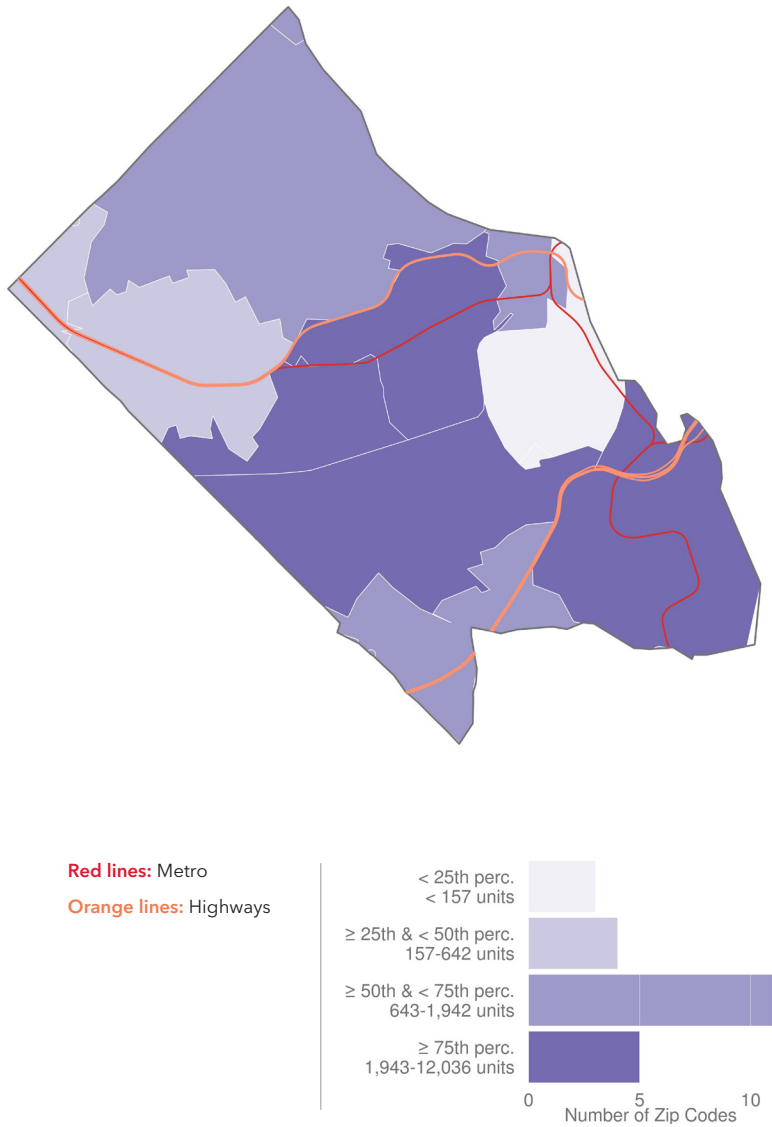 Red lines: Metro
Orange lines: Highways
< 25th perc.
< 157 units
≥ 25th & < 50th perc.
157-642 units
≥ 50th & < 75th perc.
643-1,942 units
≥ 75th perc.
1,943-12,036 units
0 5 10
Number of Zip Codes